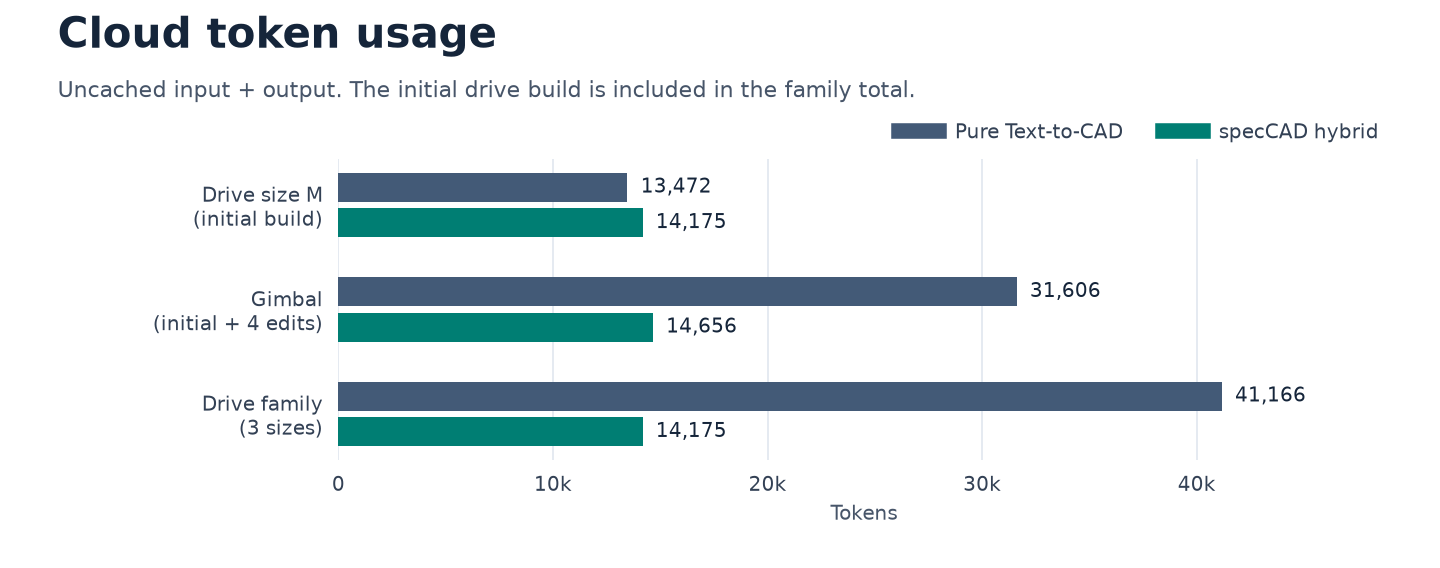 Cloud token usage
Uncached input + output. The initial drive build is included in the family total.
Pure Text-to-CAD
specCAD hybrid
Drive size M
(initial build)
13,472
14,175
Gimbal
(initial + 4 edits)
31,606
14,656
Drive family
(3 sizes)
41,166
14,175
0 10k 20k 30k 40k
Tokens